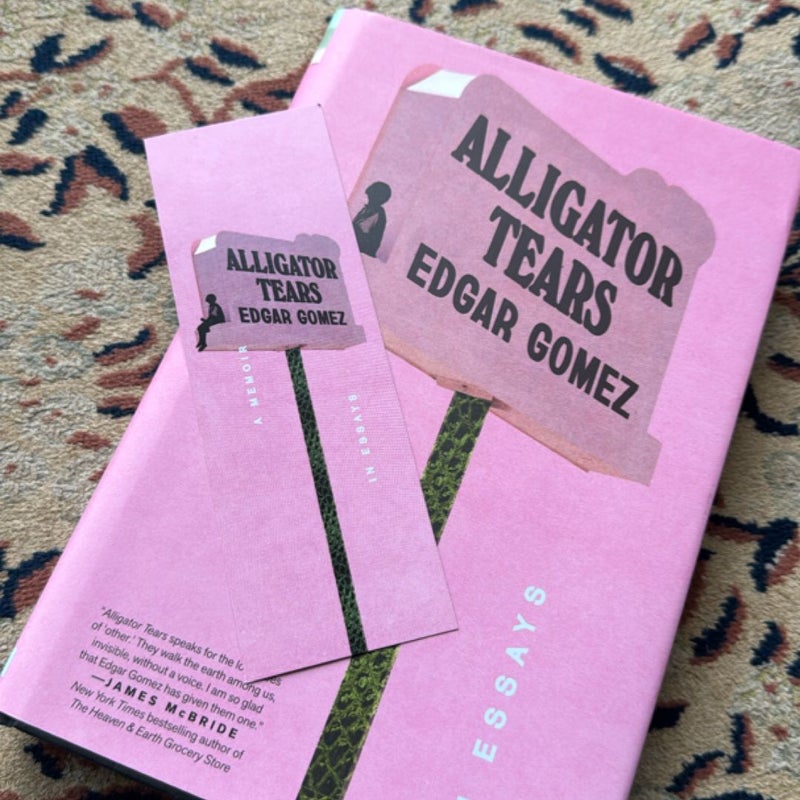 ALLIGATOR
TEARS
EDGAR GOMEZ
ALLIGATOR
TEARS
EDGAR GOMEZ
A MEMOIR
IN ESSAYS
ESSAYS
"Alligator Tears speaks for the
of 'other.' They walk the earth among us,
invisible, without a voice. I am so glad
that Edgar Gomez has given them one."
—JAMES McBRIDE
New York Times bestselling author of
The Heaven & Earth Grocery Store